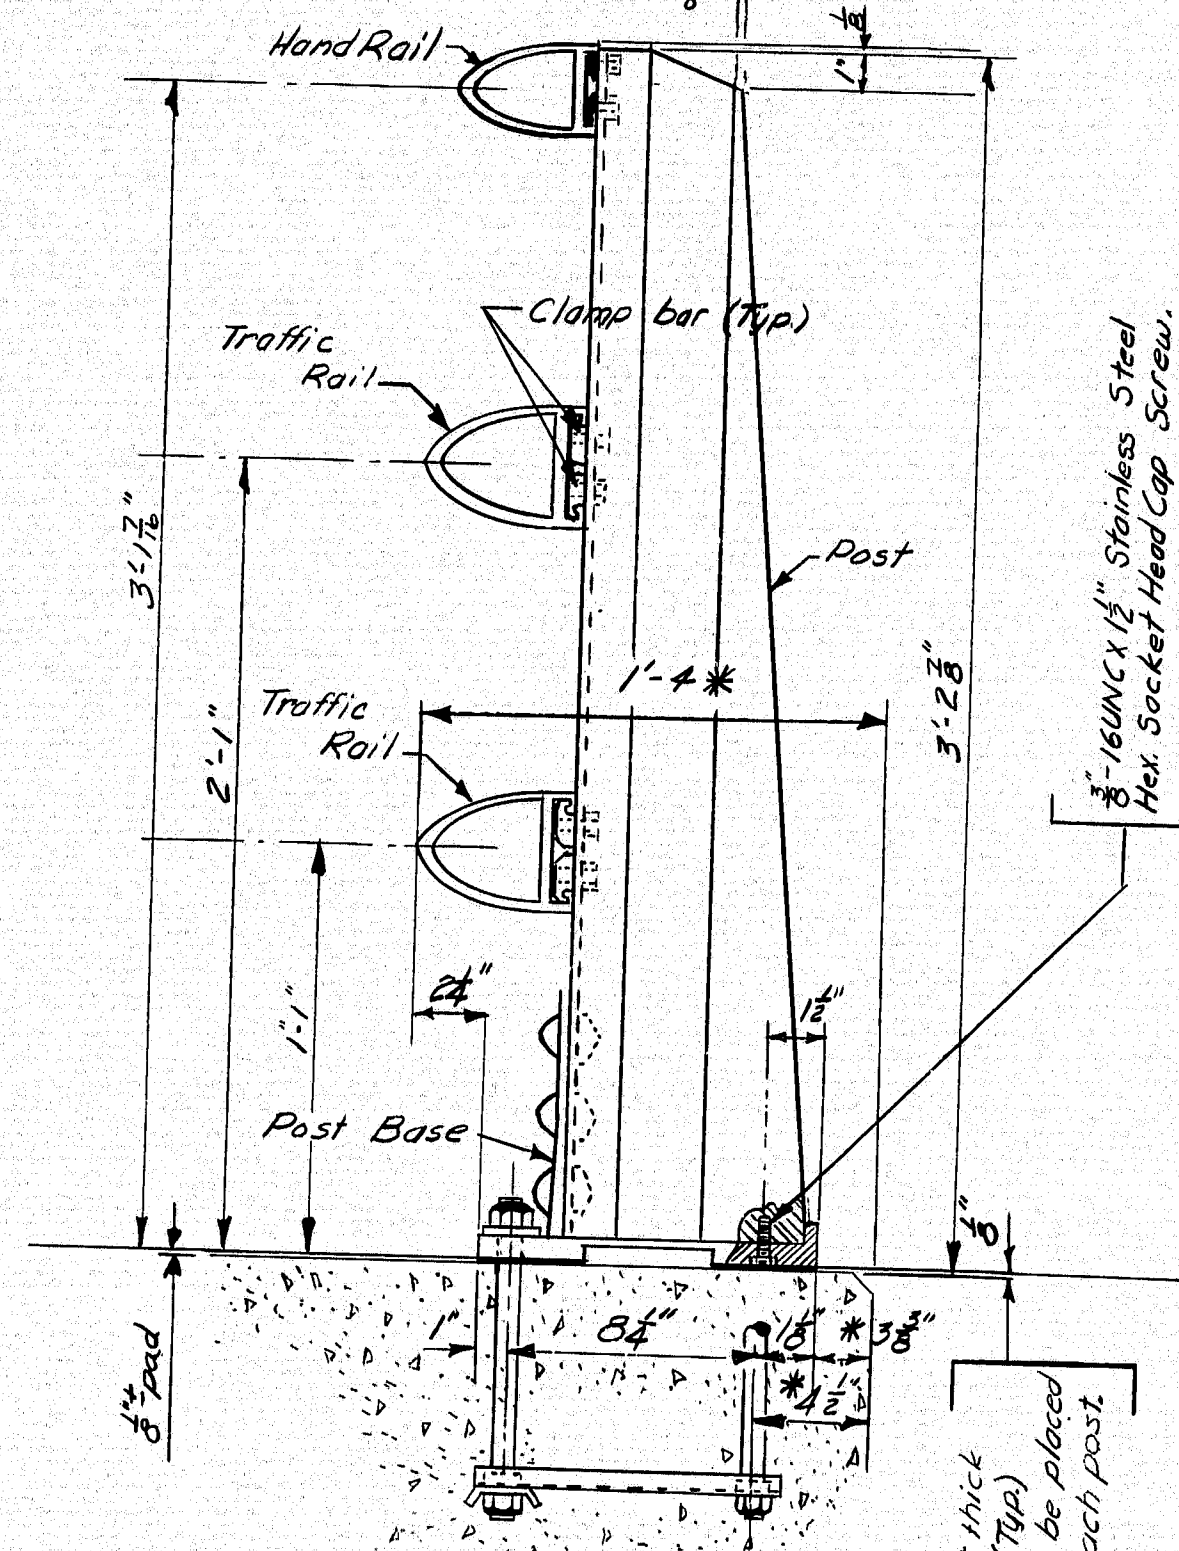 1/8
Hand Rail
1"
Clamp bar (Typ.)
Traffic
Rail
3'-1 7/16"
Post
3/8"-16UNC x 1 1/2" Stainless Steel
Hex. Socket Head Cap Screw.
1'-4 *
3'-2 7/8"
2'-1"
Traffic
Rail
2 1/4"
1 1/2"
1'-1"
Post Base
1/8"
1"
8 1/4"
1 1/8"
* 3 3/8"
* 4 1/2"
1/8"± pad
thick
(Typ.)
be placed
ach post.